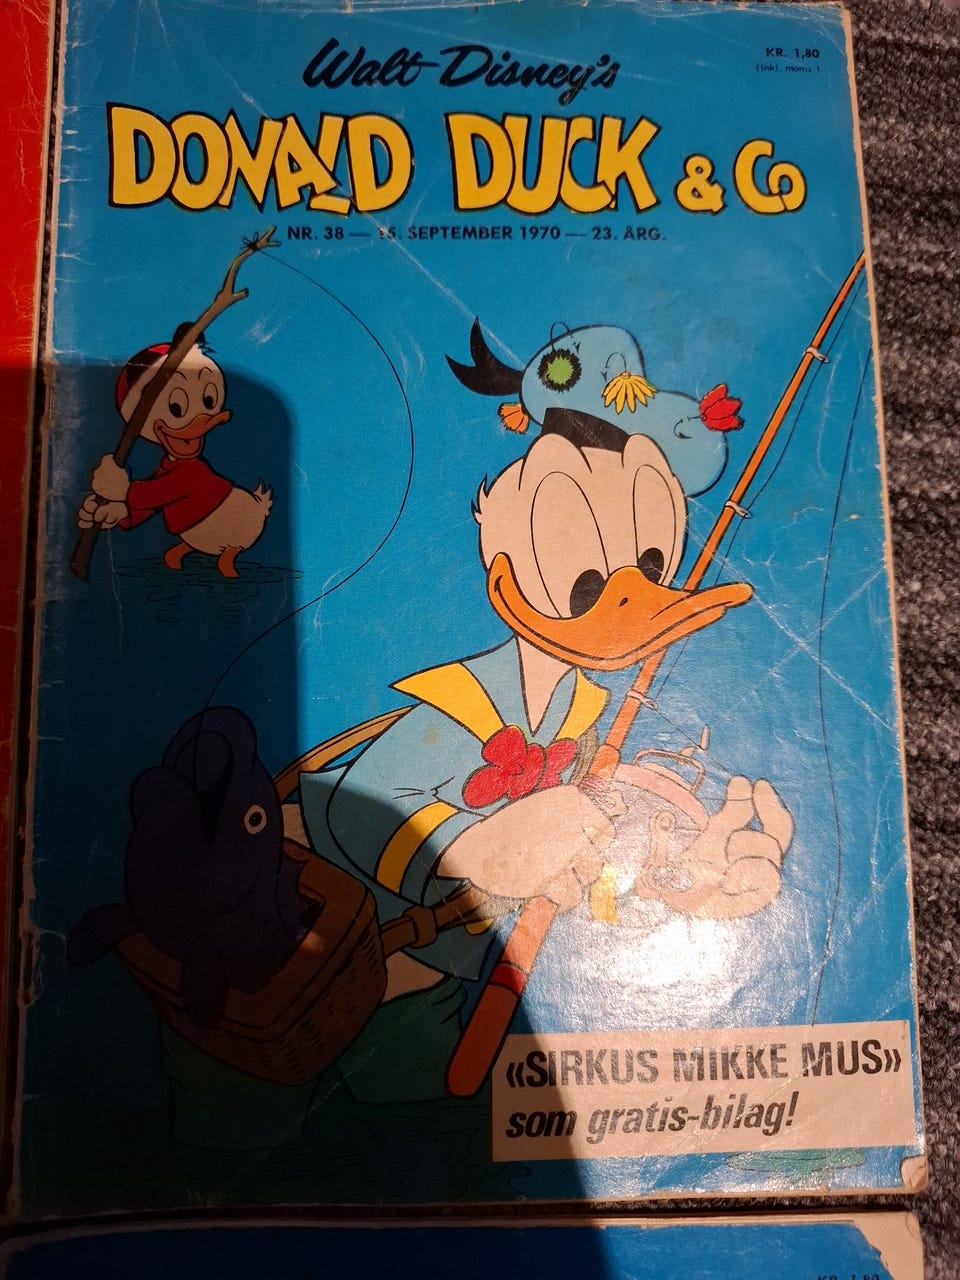 Walt Disney's
KR. 1,80
(inkl. moms.)
DONALD DUCK & Co
NR. 38 — 15. SEPTEMBER 1970 — 23. ÅRG.
«SIRKUS MIKKE MUS»
som gratis-bilag!